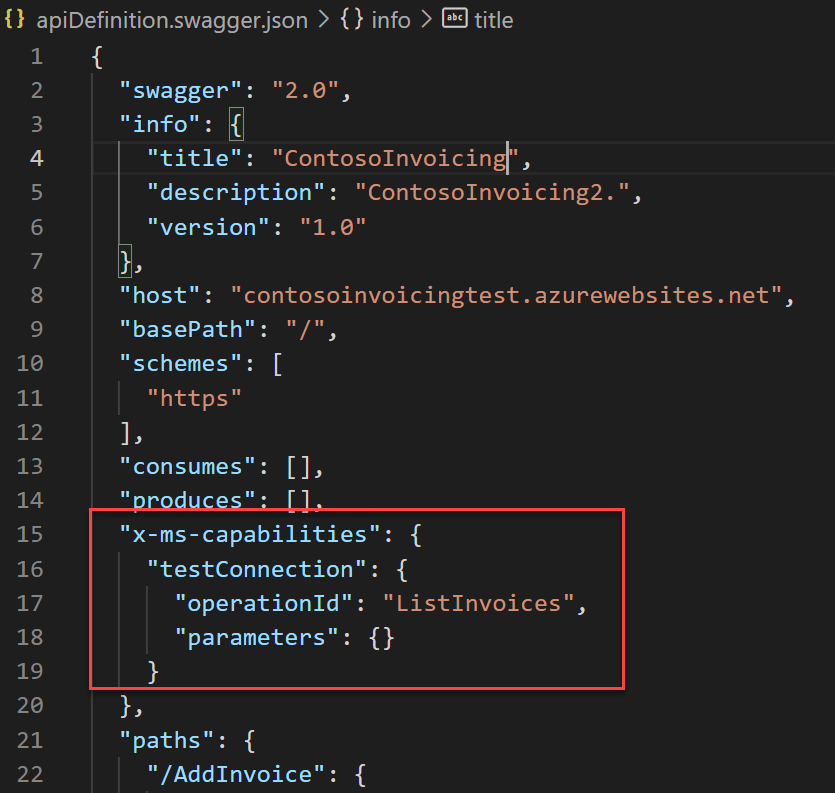 {} apiDefinition.swagger.json > {} info > abc title
1 {
2 "swagger": "2.0",
3 "info": {
4 "title": "ContosoInvoicing",
5 "description": "ContosoInvoicing2.",
6 "version": "1.0"
7 },
8 "host": "contosoinvoicingtest.azurewebsites.net",
9 "basePath": "/",
10 "schemes": [
11 "https"
12 ],
13 "consumes": [],
14 "produces": [],
15 "x-ms-capabilities": {
16 "testConnection": {
17 "operationId": "ListInvoices",
18 "parameters": {}
19 }
20 },
21 "paths": {
22 "/AddInvoice": {